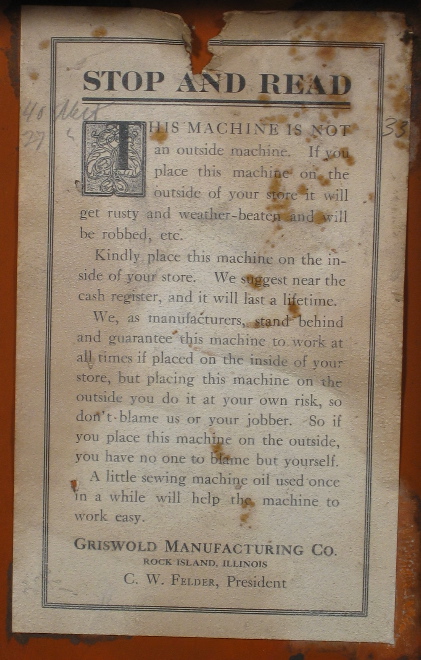 STOP AND READ
THIS MACHINE IS NOT
an outside machine. If you
place this machine on the
outside of your store it will
get rusty and weather-beaten and will
be robbed, etc.
Kindly place this machine on the in-
side of your store. We suggest near the
cash register, and it will last a lifetime.
We, as manufacturers, stand behind
and guarantee this machine to work at
all times if placed on the inside of your
store, but placing this machine on the
outside you do it at your own risk, so
don't blame us or your jobber. So if
you place this machine on the outside,
you have no one to blame but yourself.
A little sewing machine oil used once
in a while will help the machine to
work easy.
GRISWOLD MANUFACTURING CO.
ROCK ISLAND, ILLINOIS
C. W. FELDER, President
40
27
33